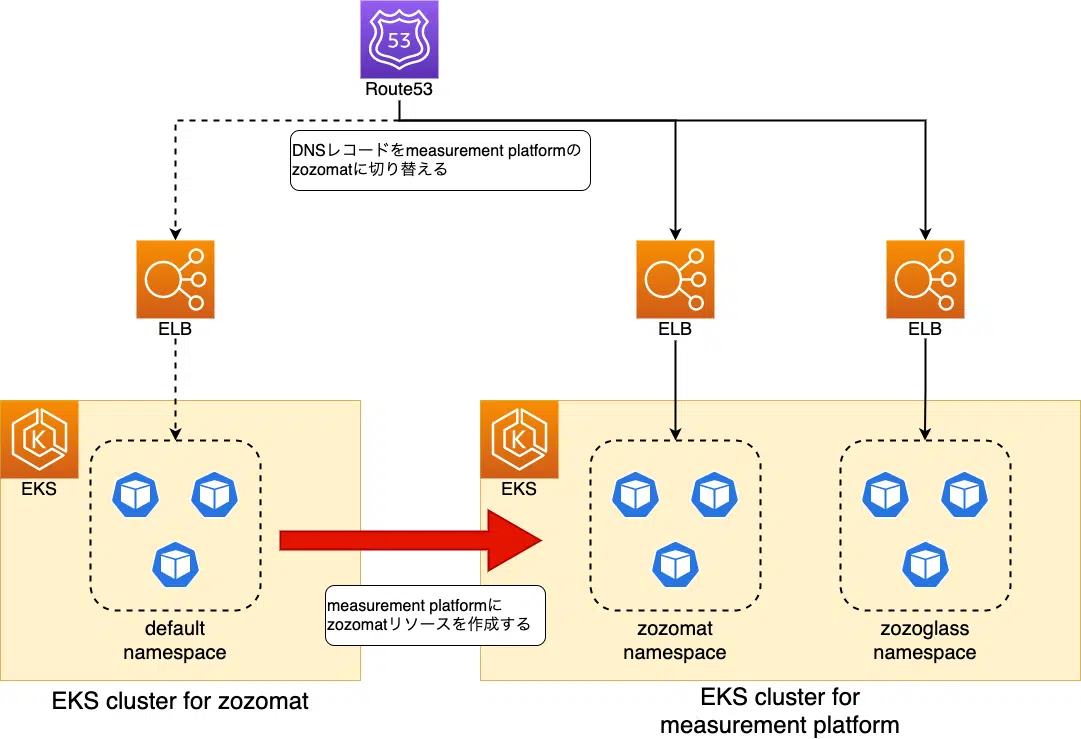 53
Route53
DNSレコードをmeasurement platformの
zozomatに切り替える
ELB
ELB
ELB
K
EKS
K
EKS
measurement platformに
zozomatリソースを作成する
default
namespace
zozomat
namespace
zozoglass
namespace
EKS cluster for zozomat
EKS cluster for
measurement platform